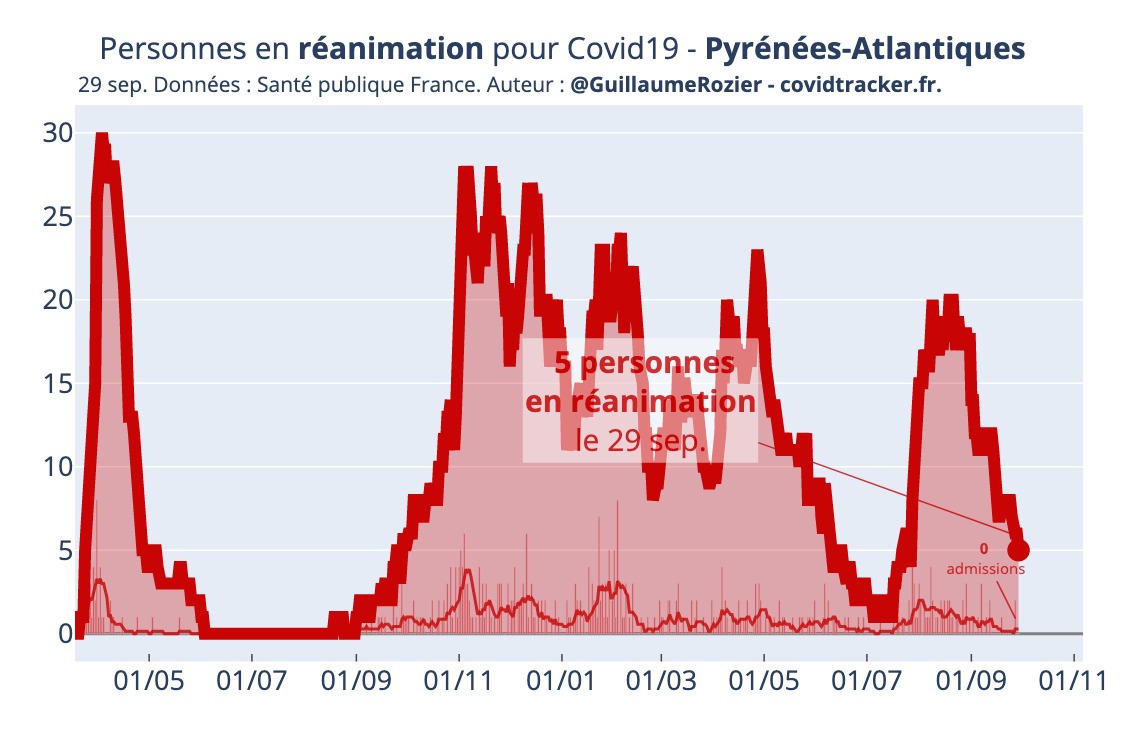 Personnes en réanimation pour Covid19 - Pyrénées-Atlantiques
29 sep. Données : Santé publique France. Auteur : @GuillaumeRozier - covidtracker.fr.
30
25
20
15
10
5
0
5 personnes
en réanimation
le 29 sep.
0
admissions
01/05 01/07 01/09 01/11 01/01 01/03 01/05 01/07 01/09 01/11